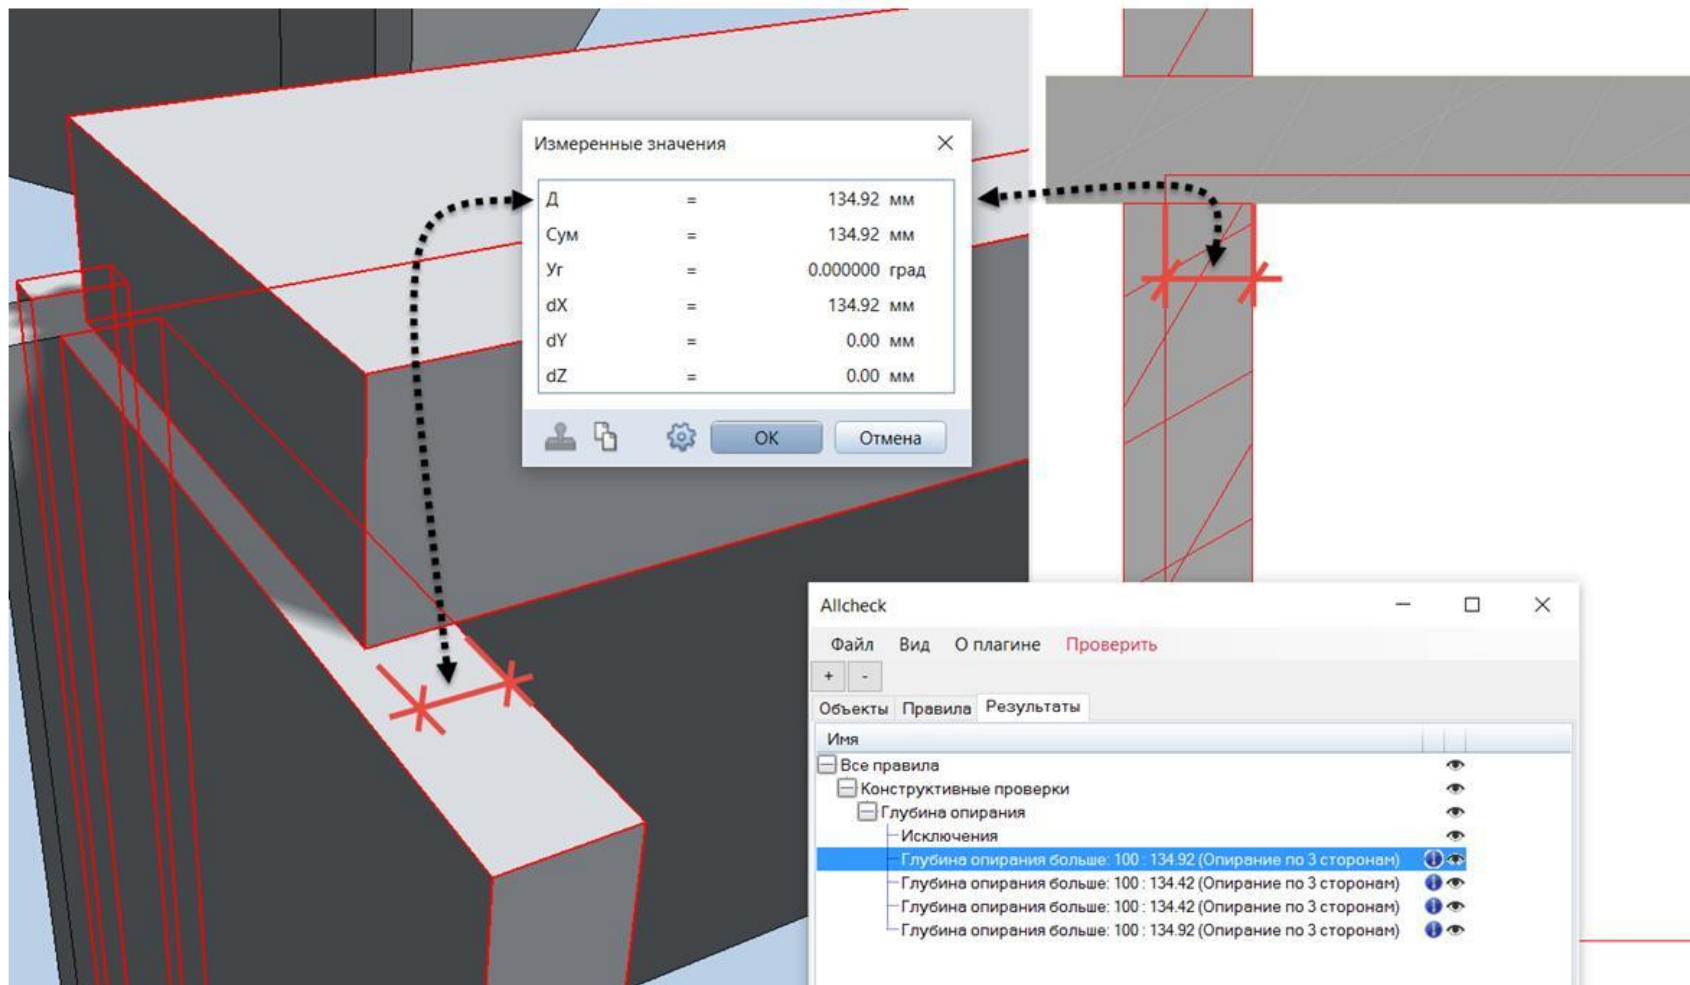 Измеренные значения
Д = 134.92 мм
Сум = 134.92 мм
Уг = 0.000000 град
dX = 134.92 мм
dY = 0.00 мм
dZ = 0.00 мм
ОК Отмена
Allcheck
Файл Вид О плагине Проверить
+ -
Объекты Правила Результаты
Имя
Все правила
Конструктивные проверки
Глубина опирания
Исключения
Глубина опирания больше: 100 : 134.92 (Опирание по 3 сторонам)
Глубина опирания больше: 100 : 134.42 (Опирание по 3 сторонам)
Глубина опирания больше: 100 : 134.42 (Опирание по 3 сторонам)
Глубина опирания больше: 100 : 134.92 (Опирание по 3 сторонам)